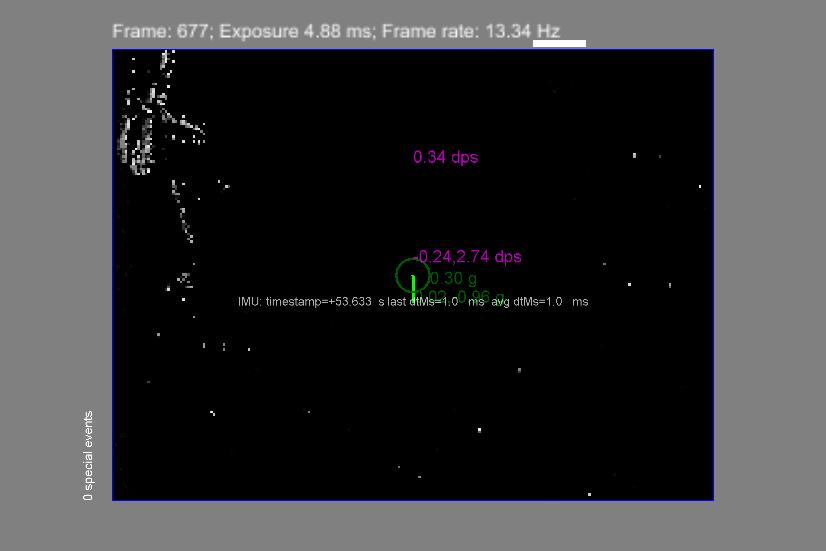 Frame: 677; Exposure 4.88 ms; Frame rate: 13.34 Hz
0.34 dps
-0.24,2.74 dps
0.30 g
IMU: timestamp=+53.633 s last dtMs=1.0 ms avg dtMs=1.0 ms
0 special events